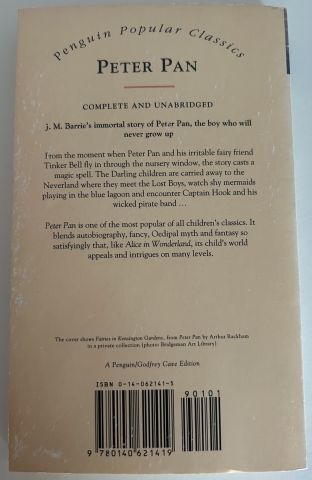 Penguin Popular Classics
PETER PAN
COMPLETE AND UNABRIDGED
J. M. Barrie's immortal story of Peter Pan, the boy who will
never grow up
From the moment when Peter Pan and his irritable fairy friend
Tinker Bell fly in through the nursery window, the story casts a
magic spell. The Darling children are carried away to the
Neverland where they meet the Lost Boys, watch shy mermaids
playing in the blue lagoon and encounter Captain Hook and his
wicked pirate band ...
Peter Pan is one of the most popular of all children's classics. It
blends autobiography, fancy, Oedipal myth and fantasy so
satisfyingly that, like Alice in Wonderland, its child's world
appeals and intrigues on many levels.
The cover shows Fairies in Kensington Gardens, from Peter Pan by Arthur Rackham
in a private collection (photo: Bridgeman Art Library)
A Penguin/Godfrey Cave Edition
ISBN 0-14-062141-5
90101
9 780140 621419